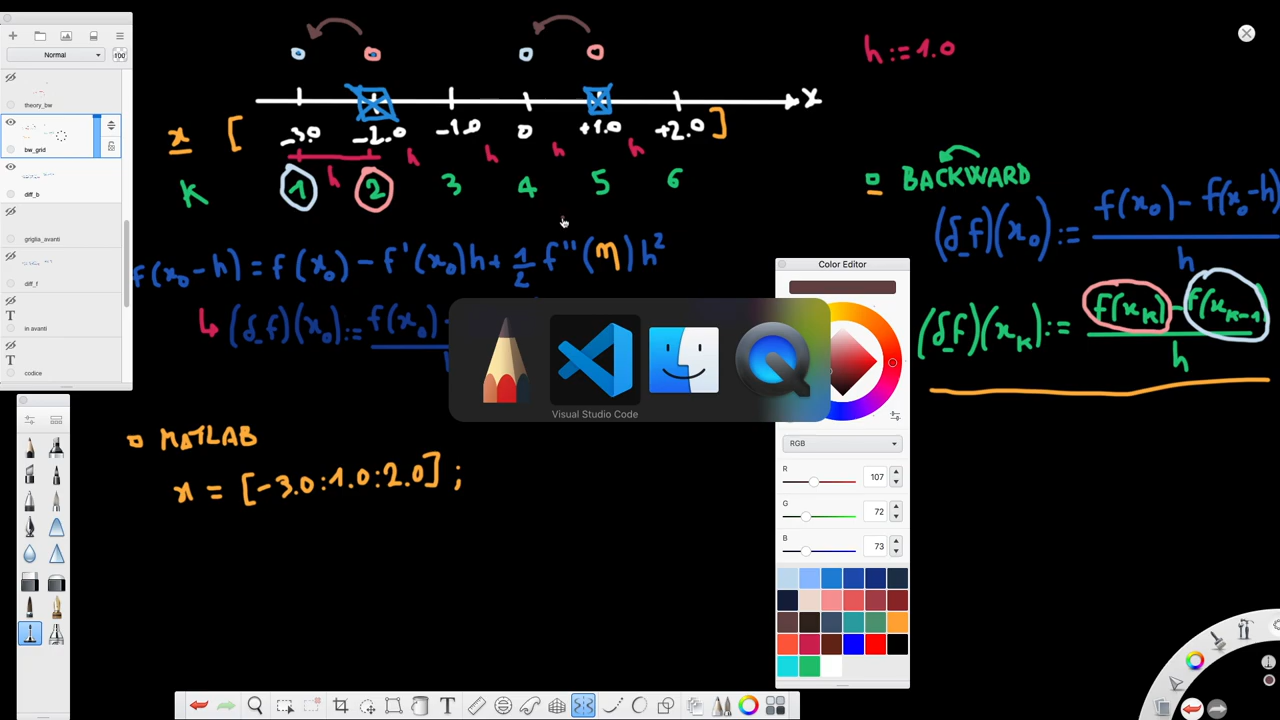 Normal
100
theory_bw
bw_grid
diff_b
griglia_avanti
diff_f
in avanti
codice
h := 1.0
x
x [ -3.0 -2.0 -1.0 0 +1.0 +2.0 ]
h h h h h
K 1 2 3 4 5 6
BACKWARD
(δ_f)(x₀) := f(x₀) - f(x₀-h) / h
f(x₀-h) = f(x₀) - f'(x₀)h + 1/2 f''(η)h²
↳ (δ_f)(x₀) := f(x₀)
(δ_f)(x_K) := f(x_K) - f(x_{K-1}) / h
MATLAB
x = [-3.0:1.0:2.0];
Visual Studio Code
Color Editor
RGB
R 107
G 72
B 73
T